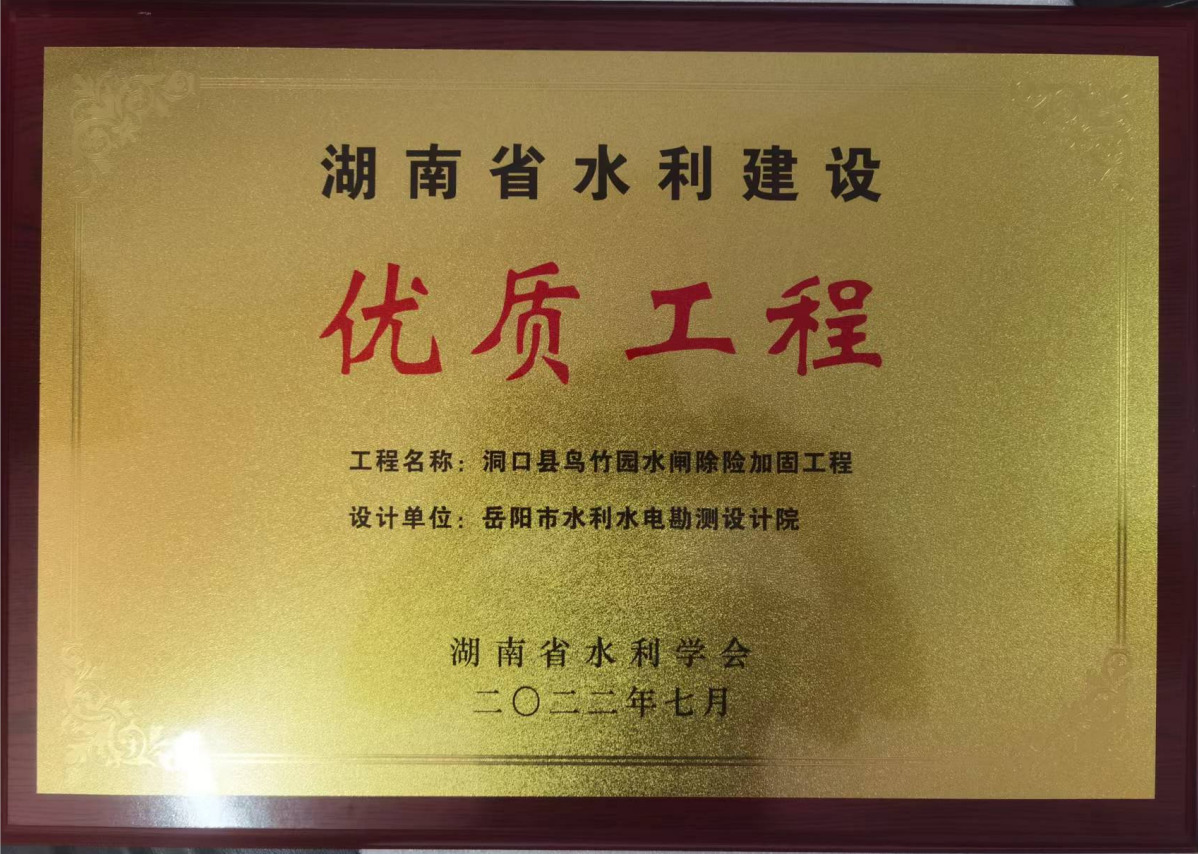 湖南省水利建设
优质工程
工程名称：洞口县鸟竹园水闸除险加固工程
设计单位：岳阳市水利水电勘测设计院
湖南省水利学会
二〇二二年七月